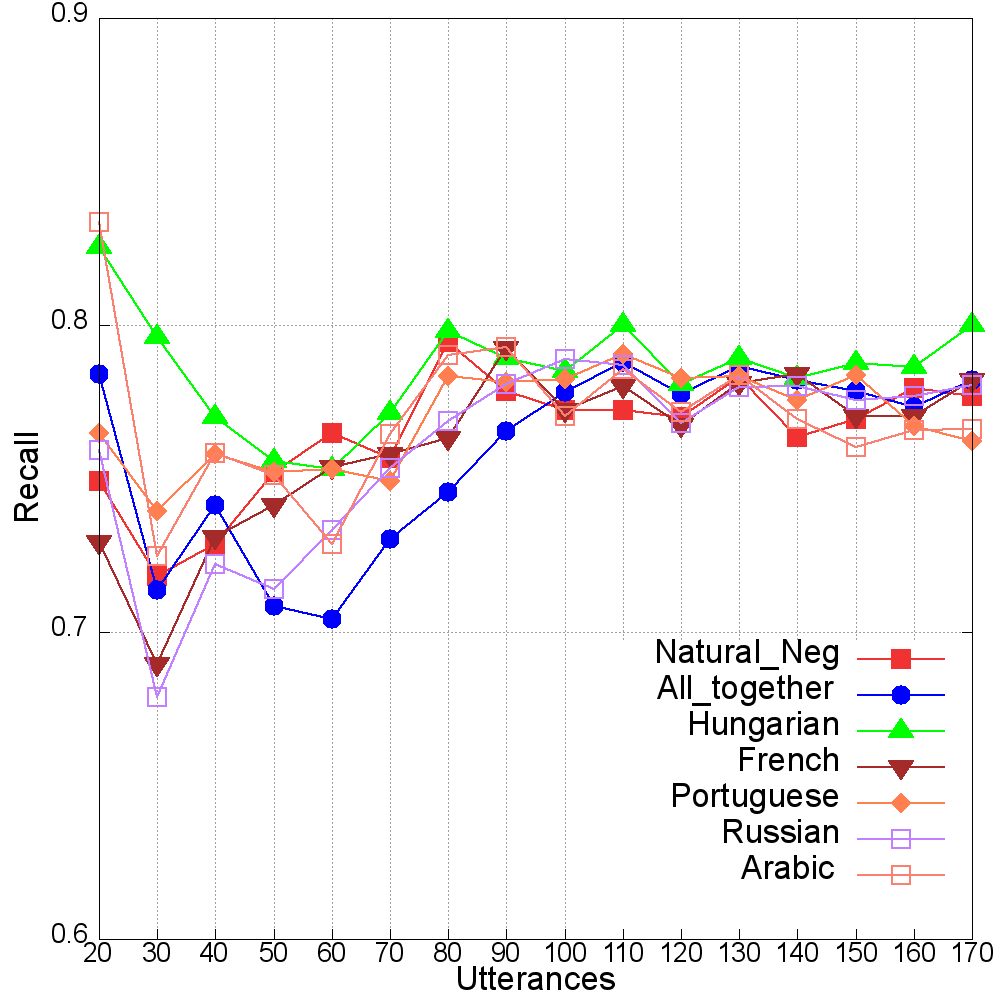 0.9
0.8
0.7
0.6
Recall
Natural_Neg
All_together
Hungarian
French
Portuguese
Russian
Arabic
20 30 40 50 60 70 80 90 100 110 120 130 140 150 160 170
Utterances